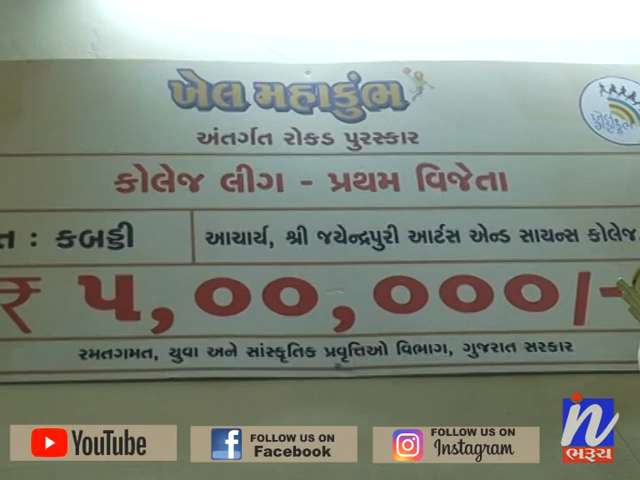 ખેલ મહાકુંભ
અંતર્ગત રોકડ પુરસ્કાર
કોલેજ લીગ - પ્રથમ વિજેતા
ત : કબડ્ડી
આચાર્ય, શ્રી જયેન્દ્રપુરી આર્ટસ એન્ડ સાયન્સ કોલેજ
₹ ૫,૦૦,૦૦૦/-
રમતગમત, યુવા અને સાંસ્કૃતિક પ્રવૃત્તિઓ વિભાગ, ગુજરાત સરકાર
YouTube
FOLLOW US ON
Facebook
FOLLOW US ON
Instagram
in
ભરૂચ